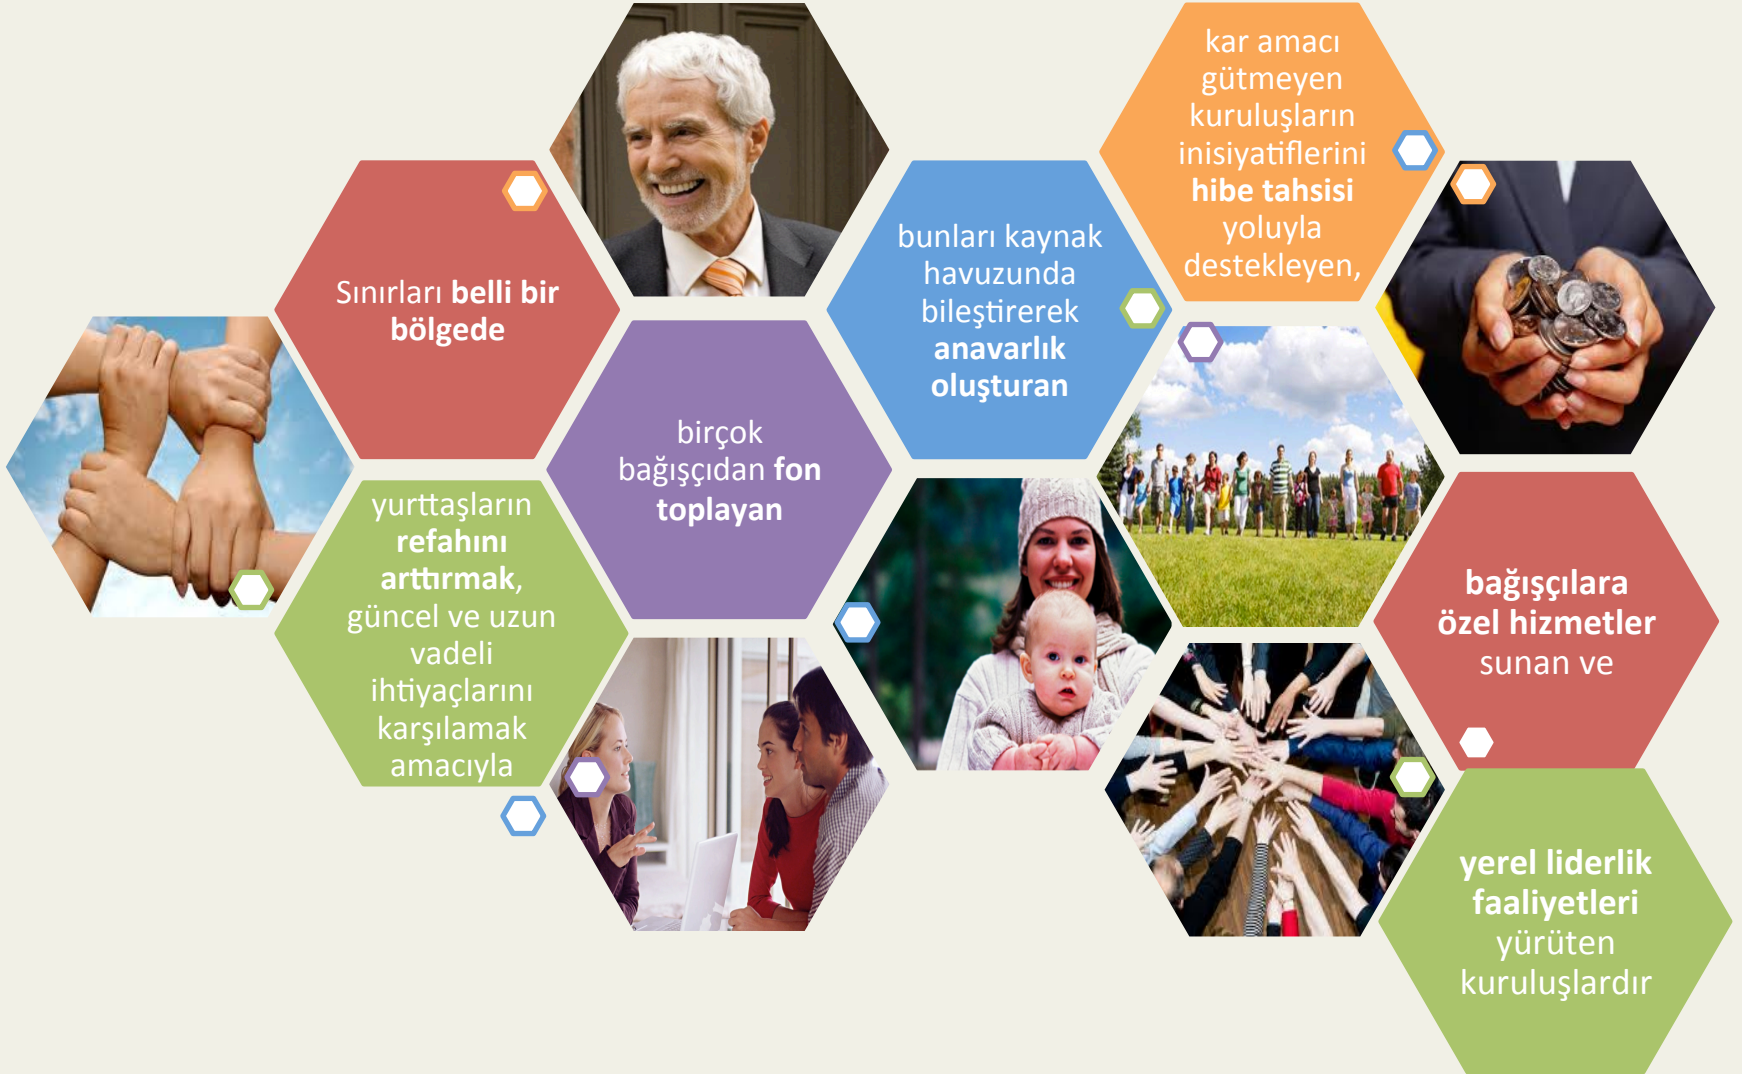 Sınırları belli bir
bölgede
yurttaşların
refahını
arttırmak,
güncel ve uzun
vadeli
ihtiyaçlarını
karşılamak
amacıyla
birçok
bağışçıdan fon
toplayan
bunları kaynak
havuzunda
bileştirerek
anavarlık
oluşturan
kar amacı
gütmeyen
kuruluşların
inisiyatiflerini
hibe tahsisi
yoluyla
destekleyen,
bağışçılara
özel hizmetler
sunan ve
yerel liderlik
faaliyetleri
yürüten
kuruluşlardır